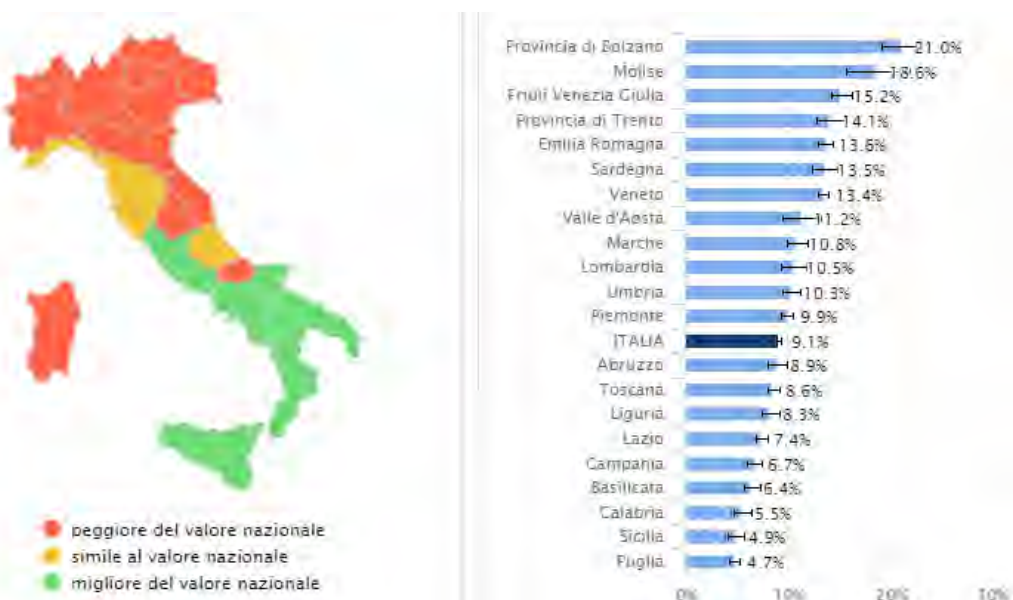 peggiore del valore nazionale
simile al valore nazionale
migliore del valore nazionale
Provincia di Bolzano 21.0%
Molise 18.6%
Friuli Venezia Giulia 15.2%
Provincia di Trento 14.1%
Emilia Romagna 13.6%
Sardegna 13.5%
Veneto 13.4%
Valle d'Aosta 11.2%
Marche 10.8%
Lombardia 10.5%
Umbria 10.3%
Piemonte 9.9%
ITALIA 9.1%
Abruzzo 8.9%
Toscana 8.6%
Liguria 8.3%
Lazio 7.4%
Campania 6.7%
Basilicata 6.4%
Calabria 5.5%
Sicilia 4.9%
Puglia 4.7%
0% 10% 20% 30%